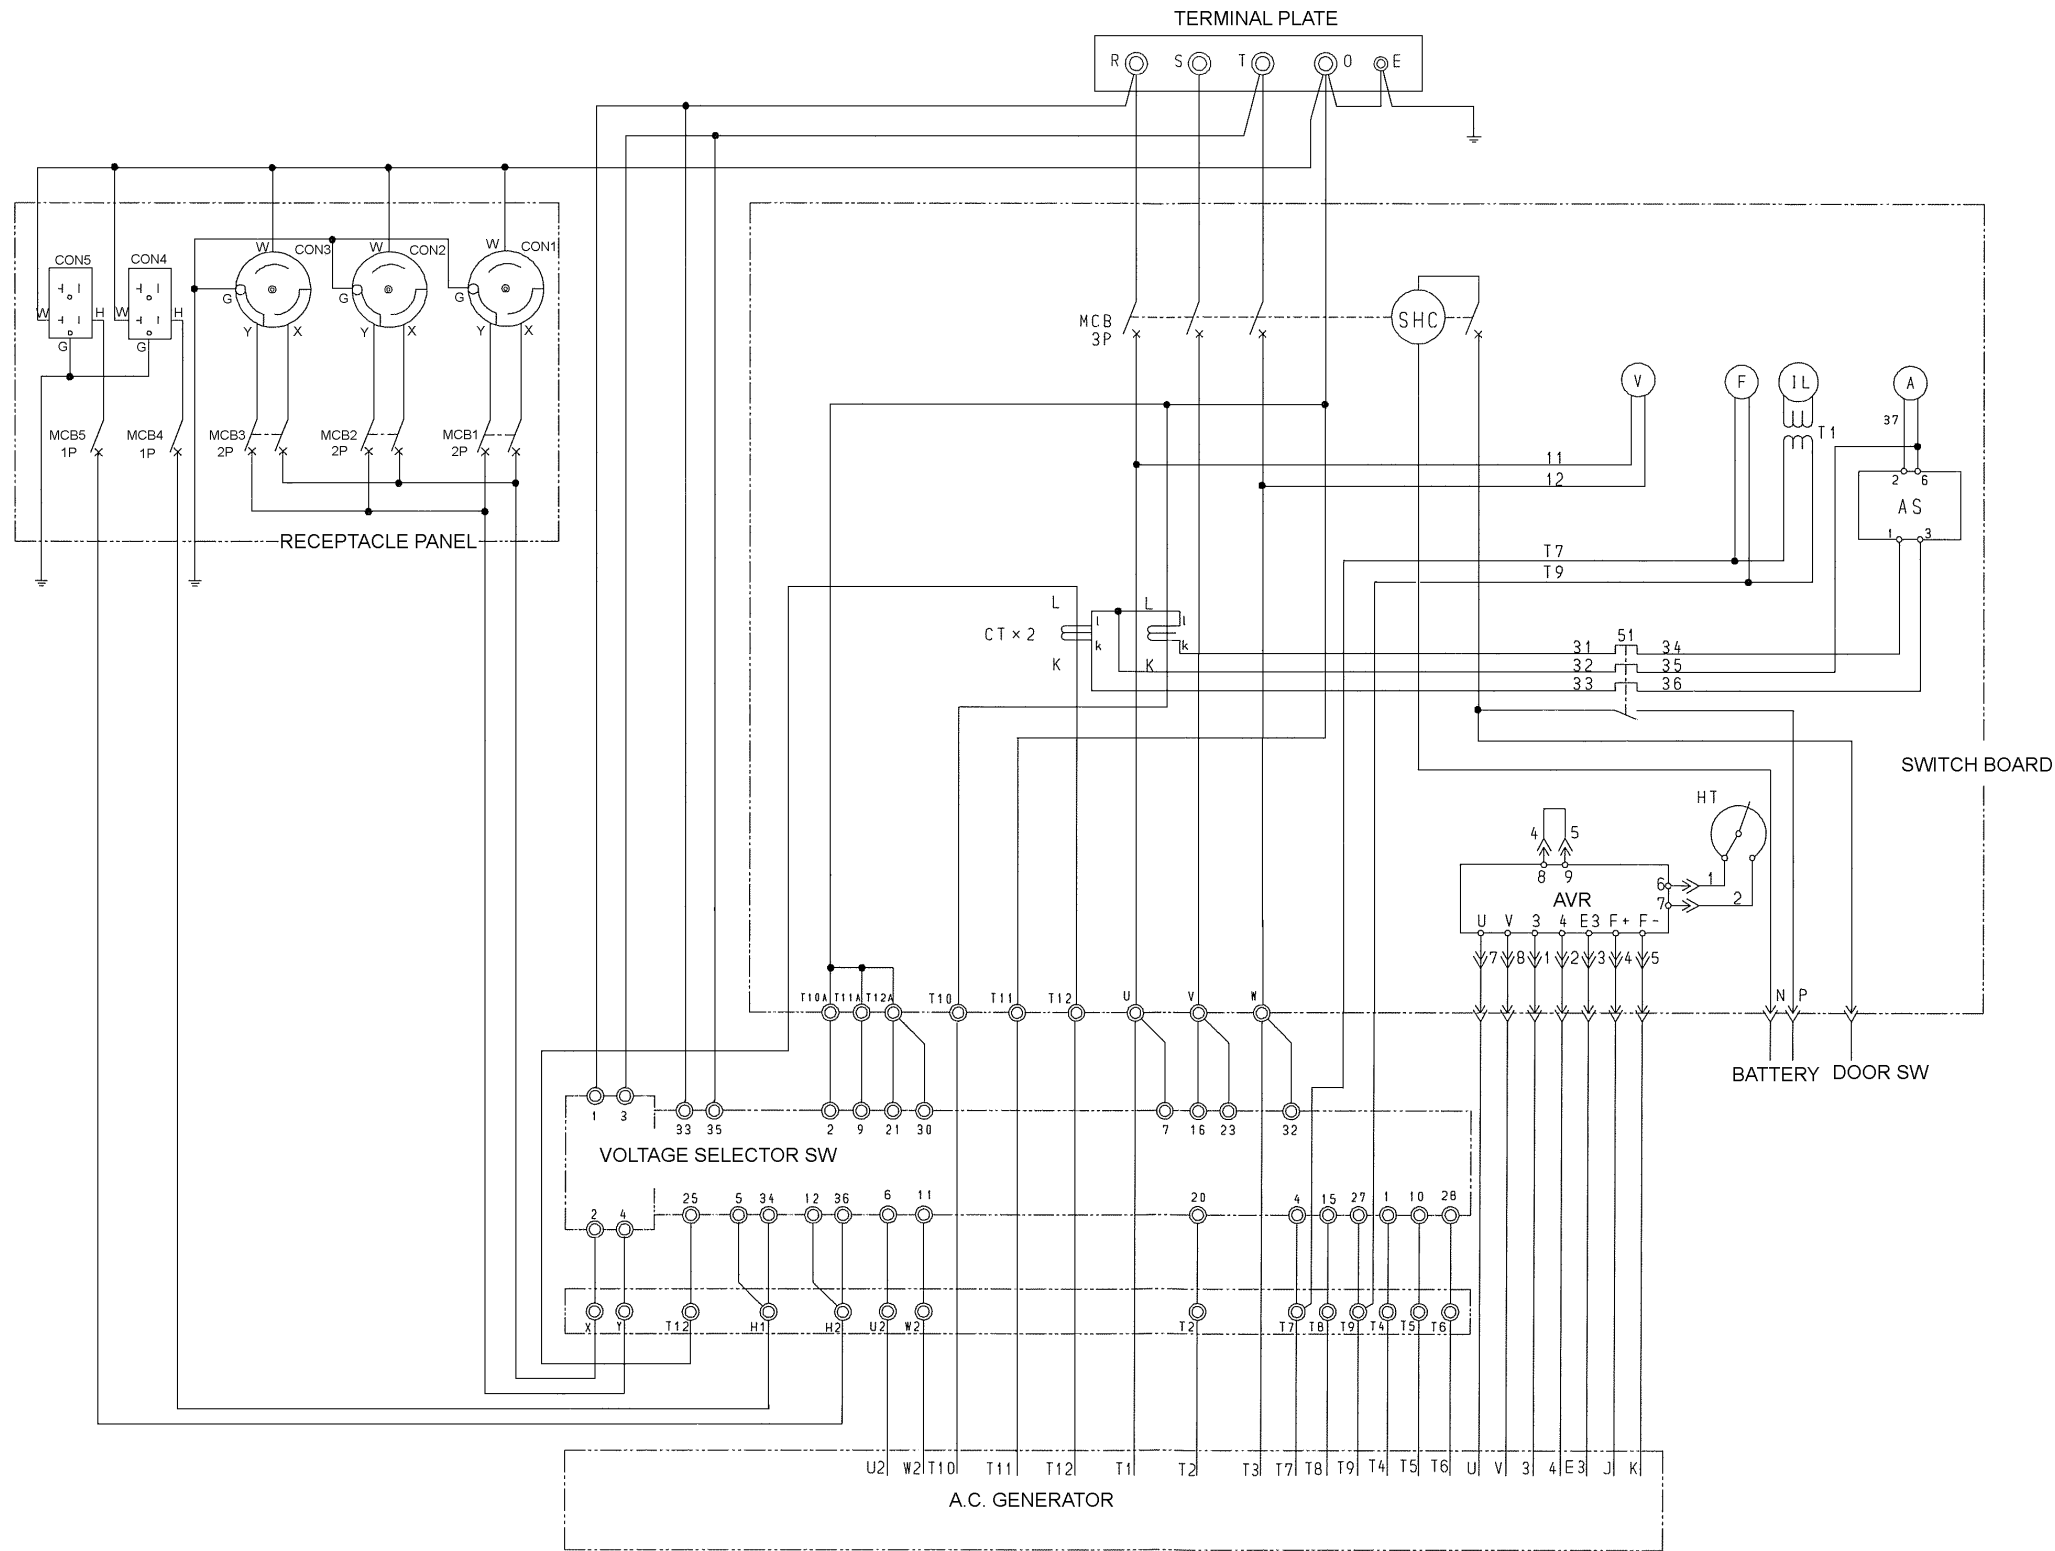 TERMINAL PLATE
R S T O E
CON5 CON4 W CON3 W CON2 W CON1
W H W H G G G
G G Y X Y X Y X
MCB
3P
SHC
V F IL A
MCB5 MCB4 MCB3 MCB2 MCB1
1P 1P 2P 2P 2P
37 T1
11
12
2 6
AS
1 3
RECEPTACLE PANEL
T7
T9
L L
l l
CT × 2
k k
K K
51
31 34
32 35
33 36
SWITCH BOARD
HT
4 5
8 9
AVR
6 1
7 2
U V 3 4 E3 F+ F-
7 8 1 2 3 4 5
T10A T11A T12A T10 T11 T12 U V W
N P
BATTERY DOOR SW
1 3 33 35 2 9 21 30 7 16 23 32
VOLTAGE SELECTOR SW
2 4 25 5 34 12 36 6 11 20 4 15 27 1 10 28
X Y T12 H1 H2 U2 W2 T2 T7 T8 T9 T4 T5 T6
U2 W2 T10 T11 T12 T1 T2 T3 T7 T8 T9 T4 T5 T6 U V 3 4 E3 J K
A.C. GENERATOR